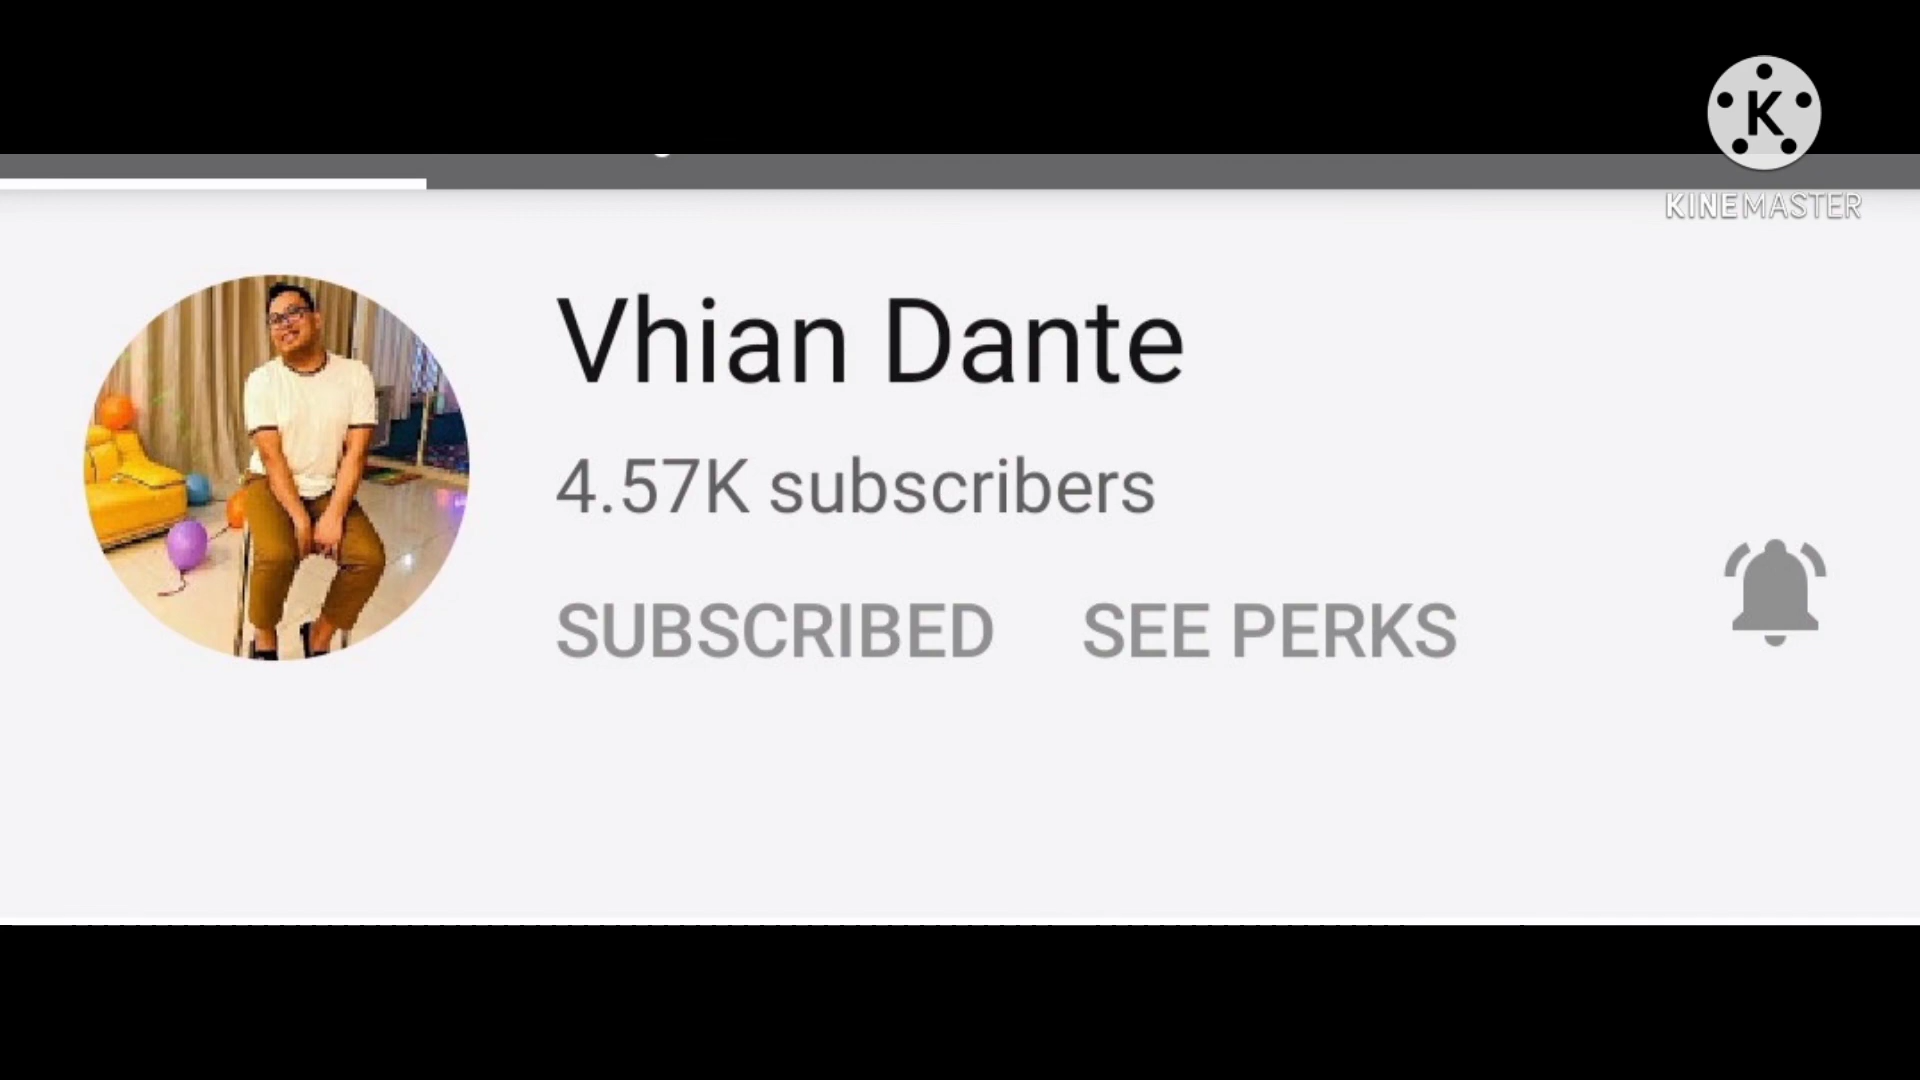 K
KINEMASTER
Vhian Dante
4.57K subscribers
SUBSCRIBED SEE PERKS